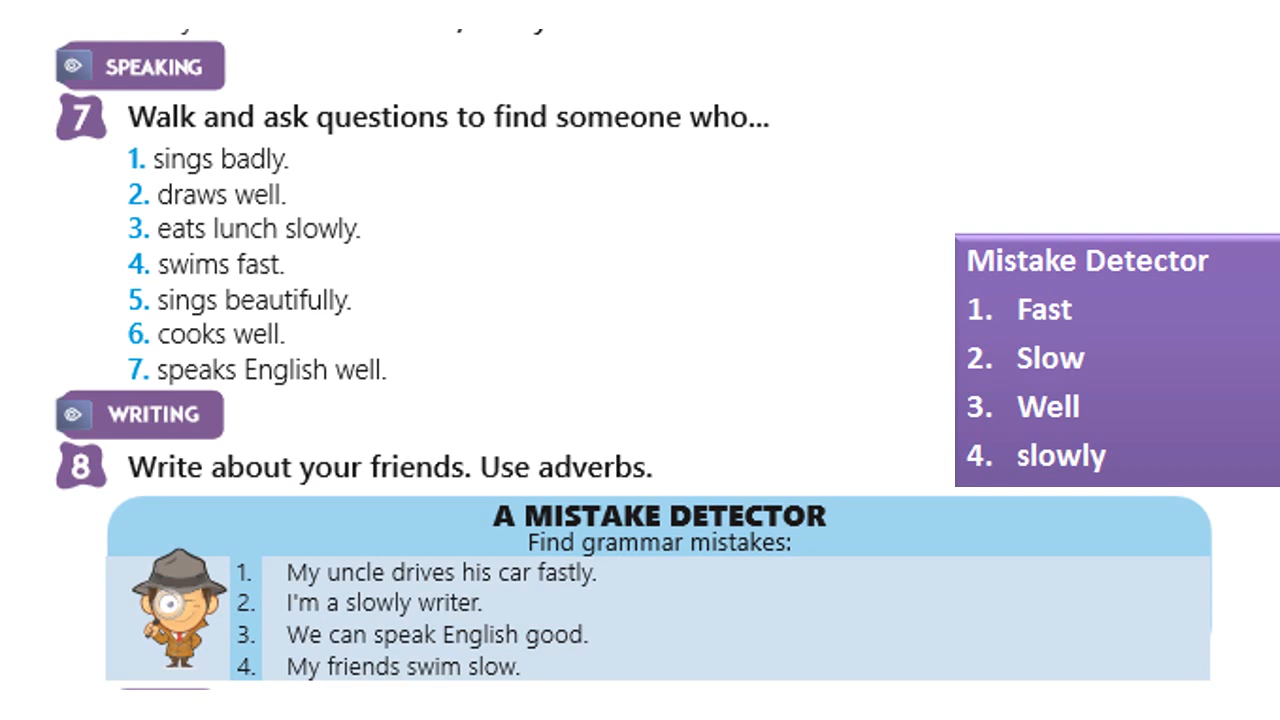 SPEAKING
7 Walk and ask questions to find someone who...
1. sings badly.
2. draws well.
3. eats lunch slowly.
4. swims fast.
5. sings beautifully.
6. cooks well.
7. speaks English well.
WRITING
8 Write about your friends. Use adverbs.
A MISTAKE DETECTOR
Find grammar mistakes:
1. My uncle drives his car fastly.
2. I'm a slowly writer.
3. We can speak English good.
4. My friends swim slow.
Mistake Detector
1. Fast
2. Slow
3. Well
4. slowly